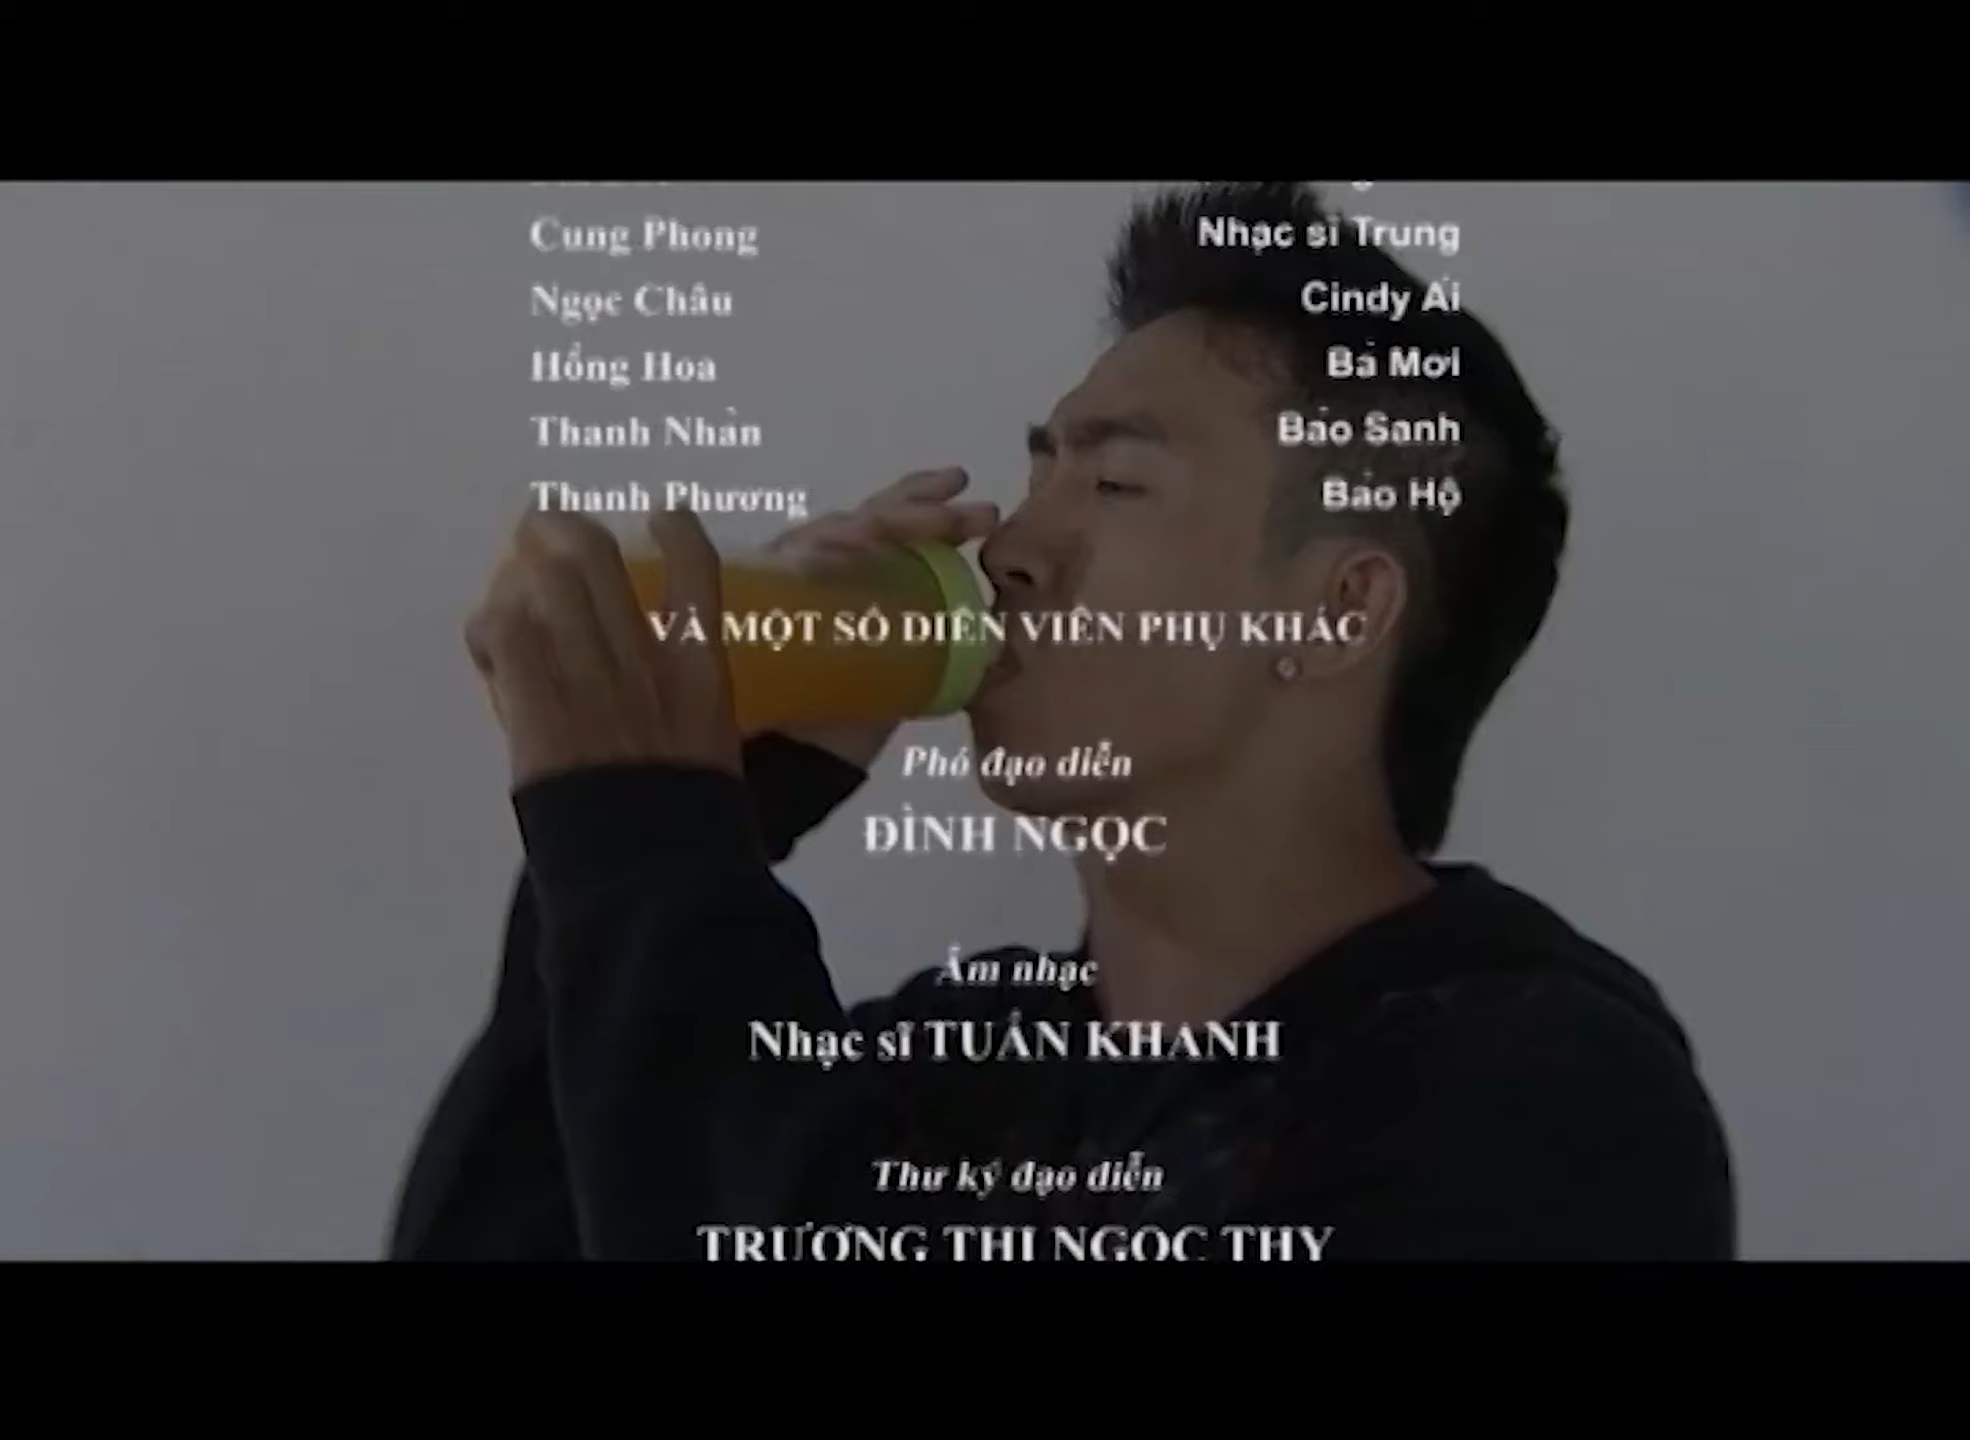 Cung Phong Nhạc sĩ Trung
Ngọc Châu Cindy Ái
Hồng Hoa Bà Mời
Thanh Nhàn Bảo Sanh
Thanh Phương Bảo Hộ
VÀ MỘT SỐ DIỄN VIÊN PHỤ KHÁC
Phó đạo diễn
ĐÌNH NGỌC
Âm nhạc
Nhạc sĩ TUẤN KHANH
Thư ký đạo diễn
TRƯƠNG THỊ NGỌC THY